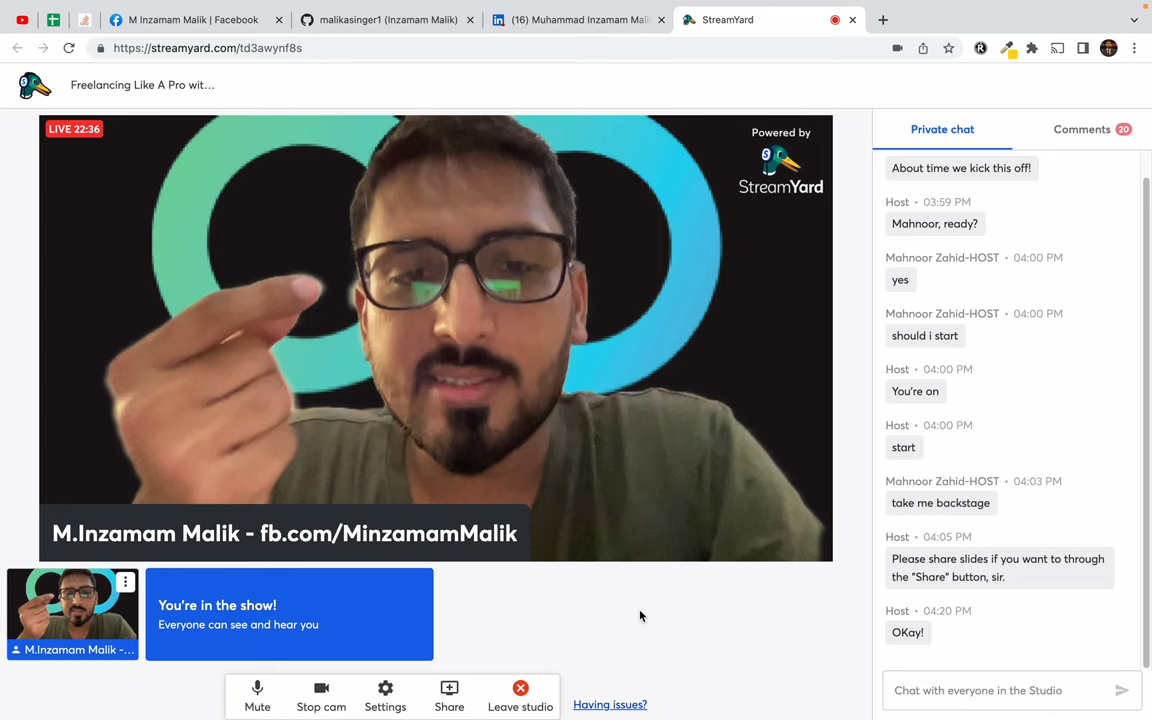 M Inzamam Malik | Facebook
malikasinger1 (Inzamam Malik)
(16) Muhammad Inzamam Malik
StreamYard
https://streamyard.com/td3awynf8s
Freelancing Like A Pro wit...
LIVE 22:36
Powered by
StreamYard
M.Inzamam Malik - fb.com/MinzamamMalik
M.Inzamam Malik -...
You're in the show!
Everyone can see and hear you
Mute
Stop cam
Settings
Share
Leave studio
Having issues?
Private chat
Comments 20
About time we kick this off!
Host • 03:59 PM
Mahnoor, ready?
Mahnoor Zahid-HOST • 04:00 PM
yes
Mahnoor Zahid-HOST • 04:00 PM
should i start
Host • 04:00 PM
You're on
Host • 04:00 PM
start
Mahnoor Zahid-HOST • 04:03 PM
take me backstage
Host • 04:05 PM
Please share slides if you want to through
the "Share" button, sir.
Host • 04:20 PM
OKay!
Chat with everyone in the Studio